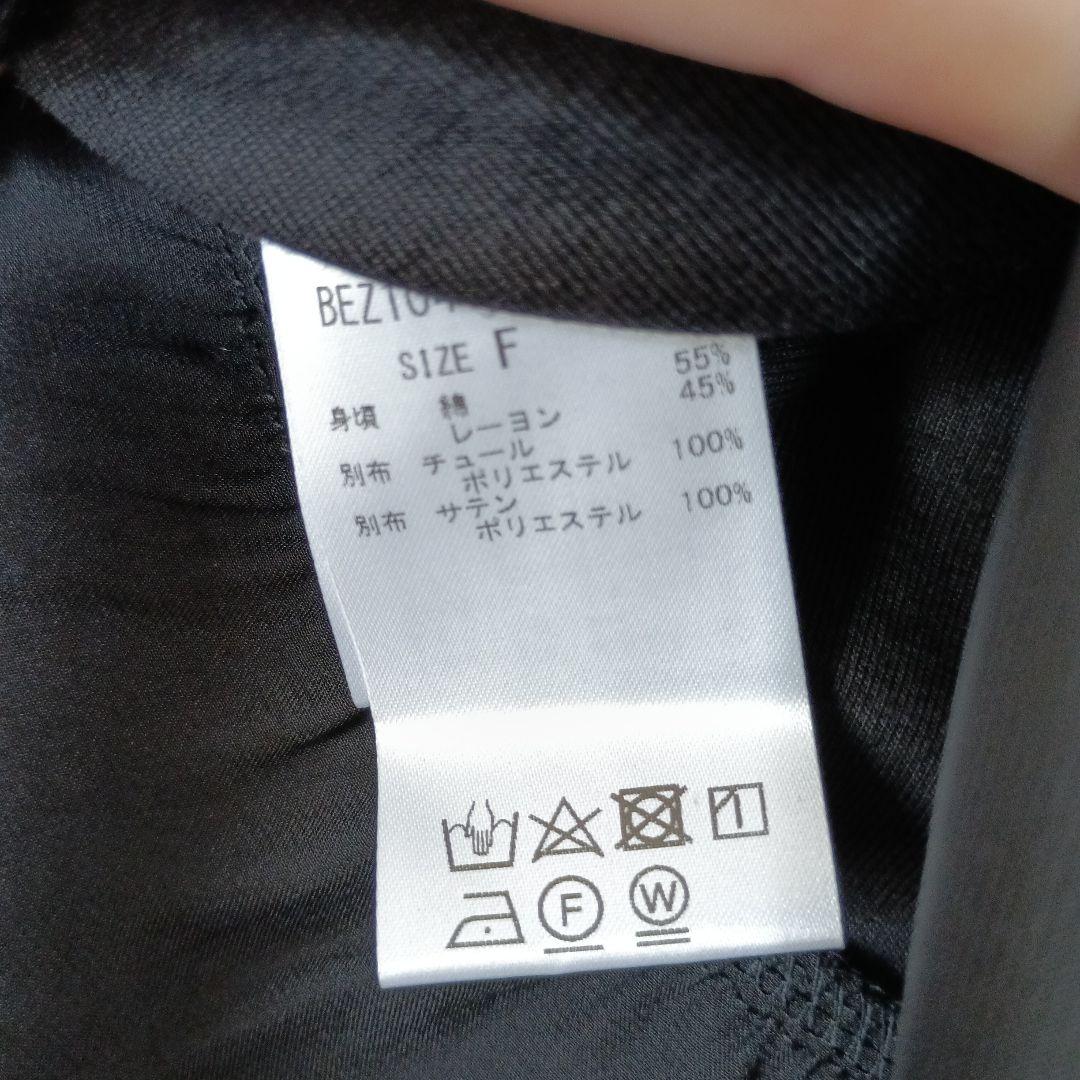 SIZE F
身頃 綿 55%
レーヨン 45%
別布 チュール
ポリエステル 100%
別布 サテン
ポリエステル 100%
F
W